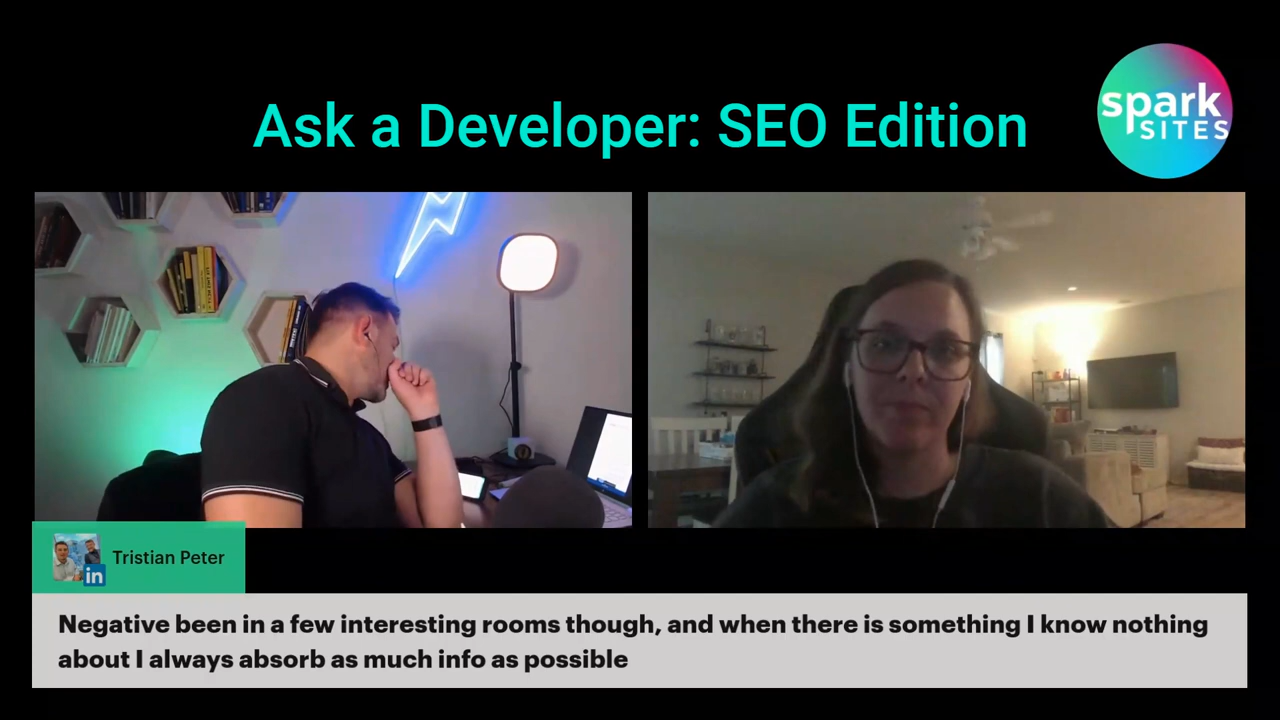 Ask a Developer: SEO Edition
spark
SITES
Tristian Peter
in
Negative been in a few interesting rooms though, and when there is something I know nothing
about I always absorb as much info as possible